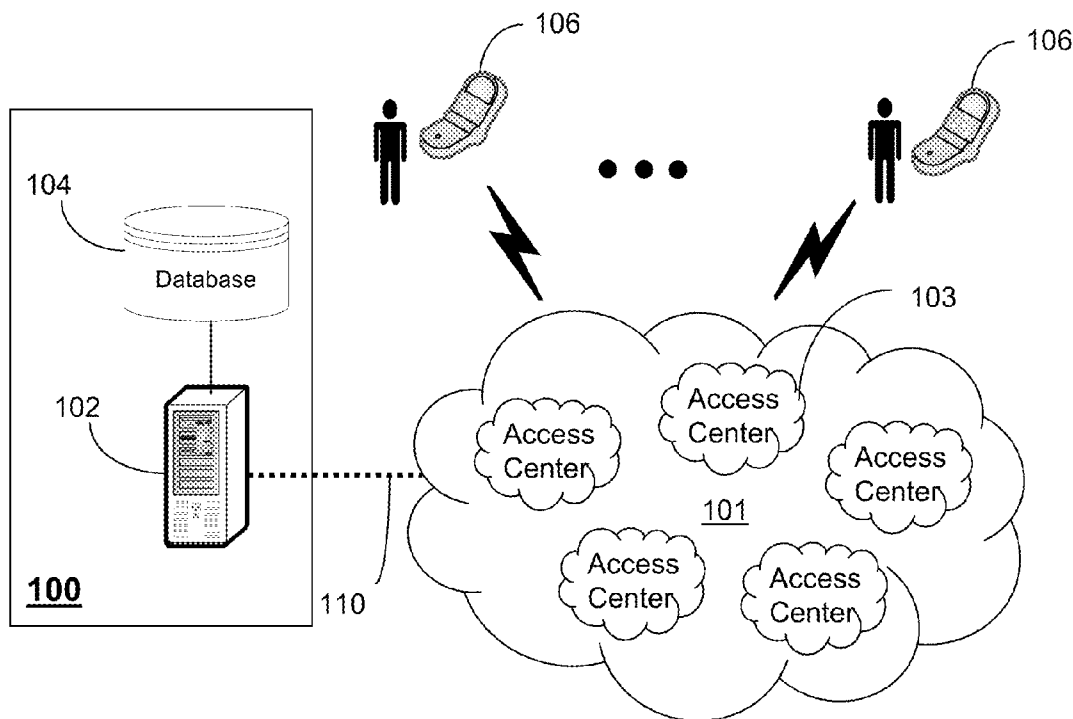 106
106
104
Database
103
Access
Center
Access
Center
Access
Center
102
101
Access
Center
Access
Center
100
110